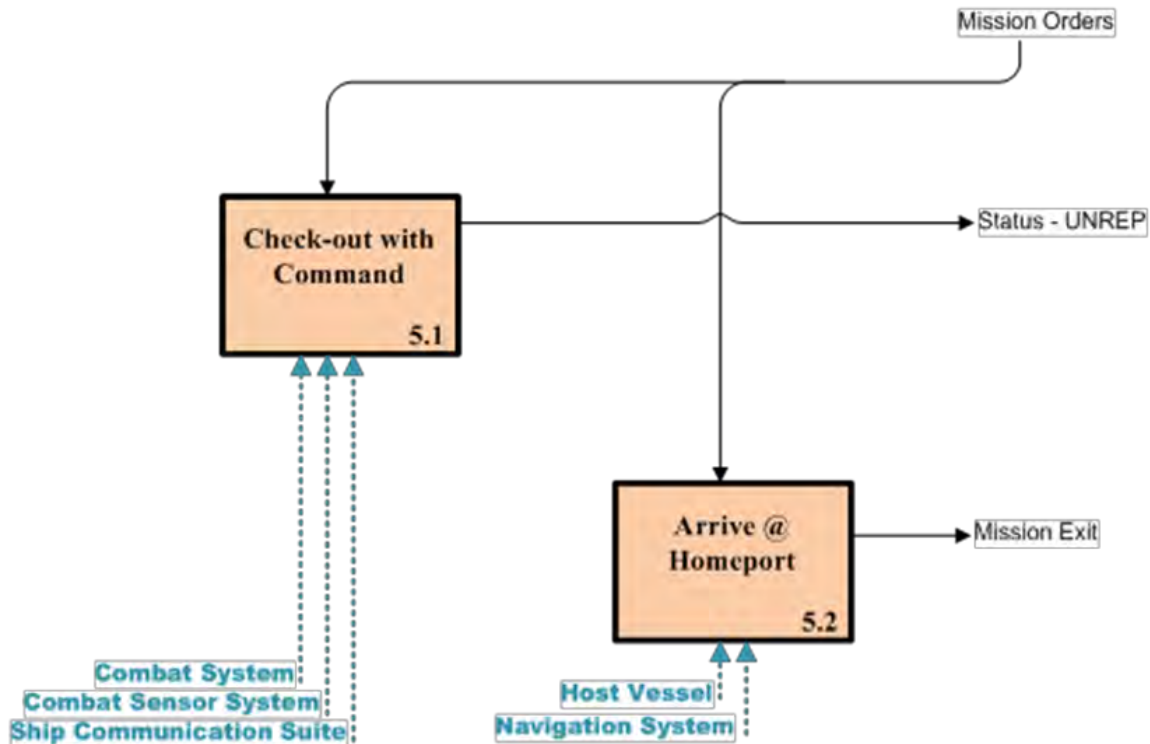 Mission Orders
Check-out with
Command
5.1
Status - UNREP
Arrive @
Homeport
5.2
Mission Exit
Combat System
Combat Sensor System
Ship Communication Suite
Host Vessel
Navigation System